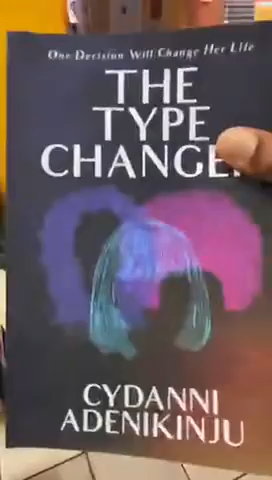 One Decision Will Change Her Life
THE
TYPE
CHANGE
CYDANNI
ADENIKINJU